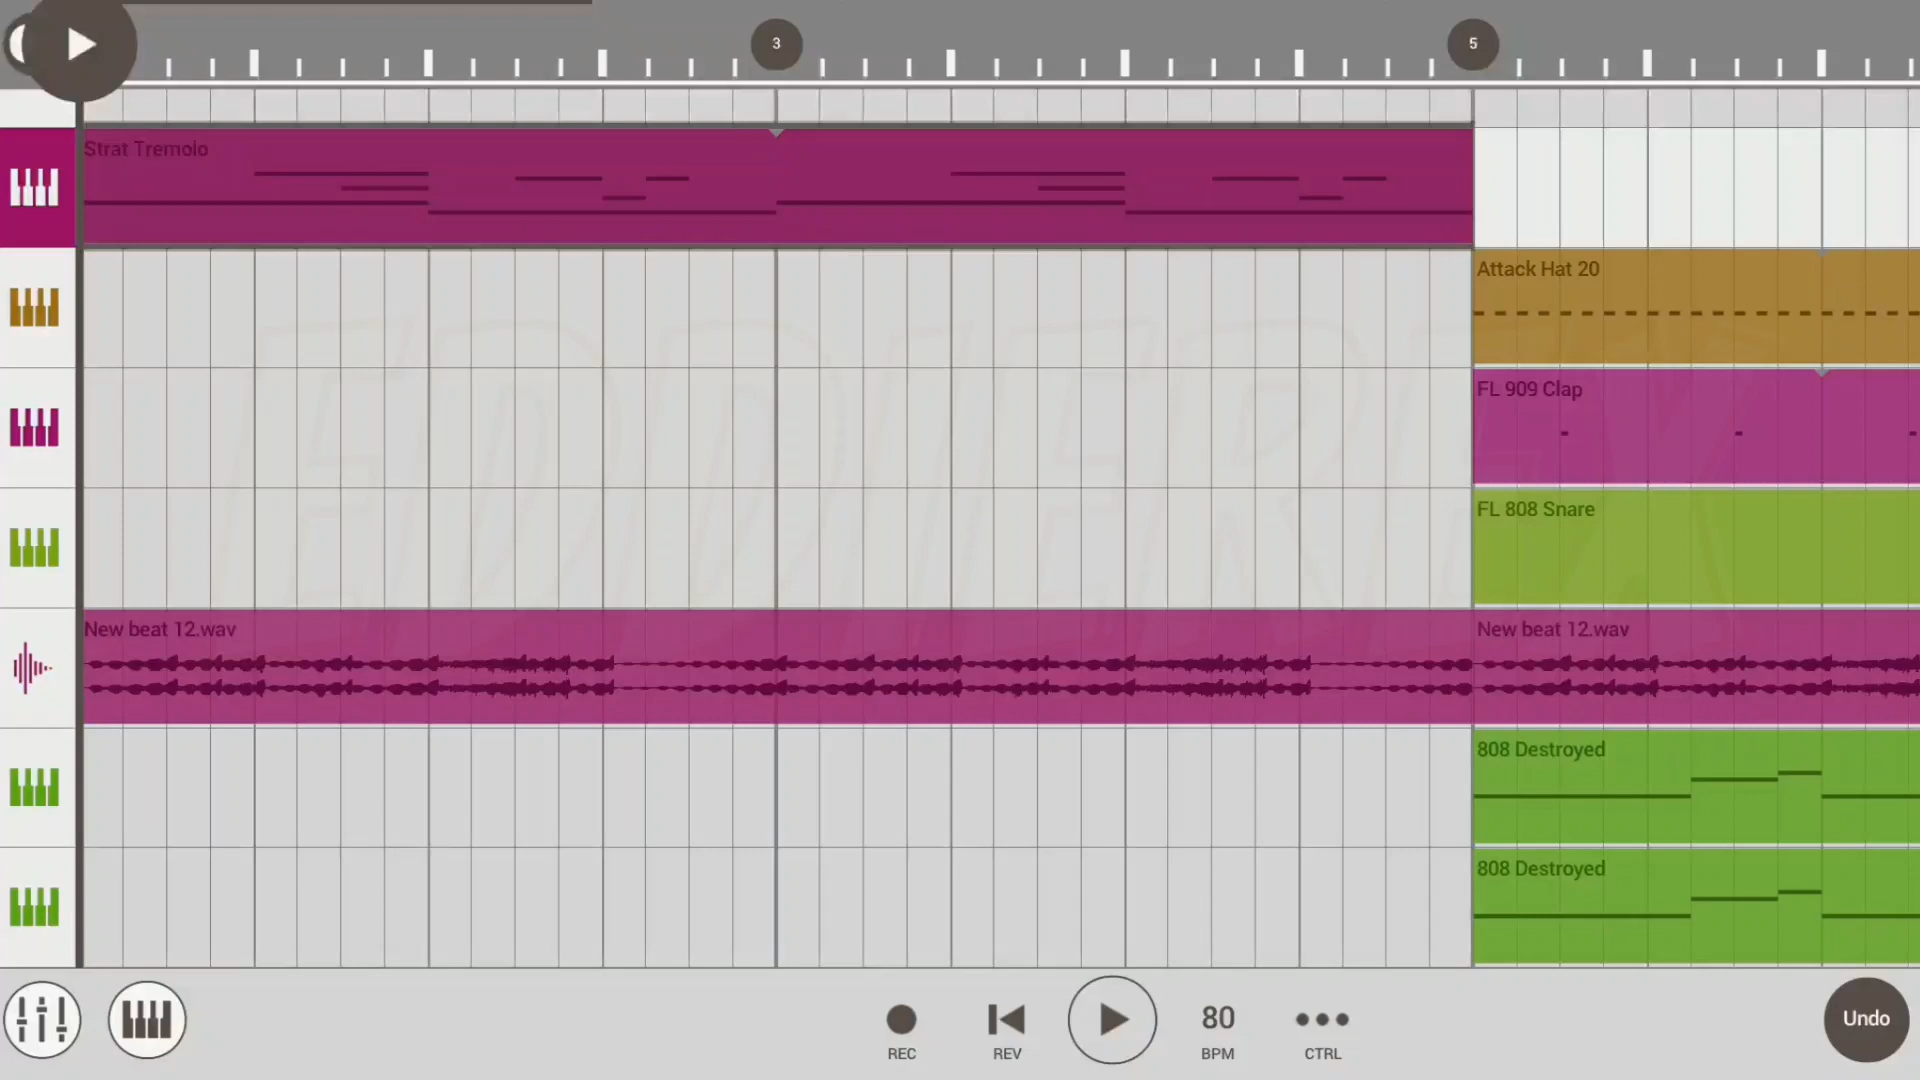 3
5
Strat Tremolo
Attack Hat 20
FL 909 Clap
FL 808 Snare
New beat 12.wav
New beat 12.wav
808 Destroyed
808 Destroyed
REC
REV
80
BPM
CTRL
Undo